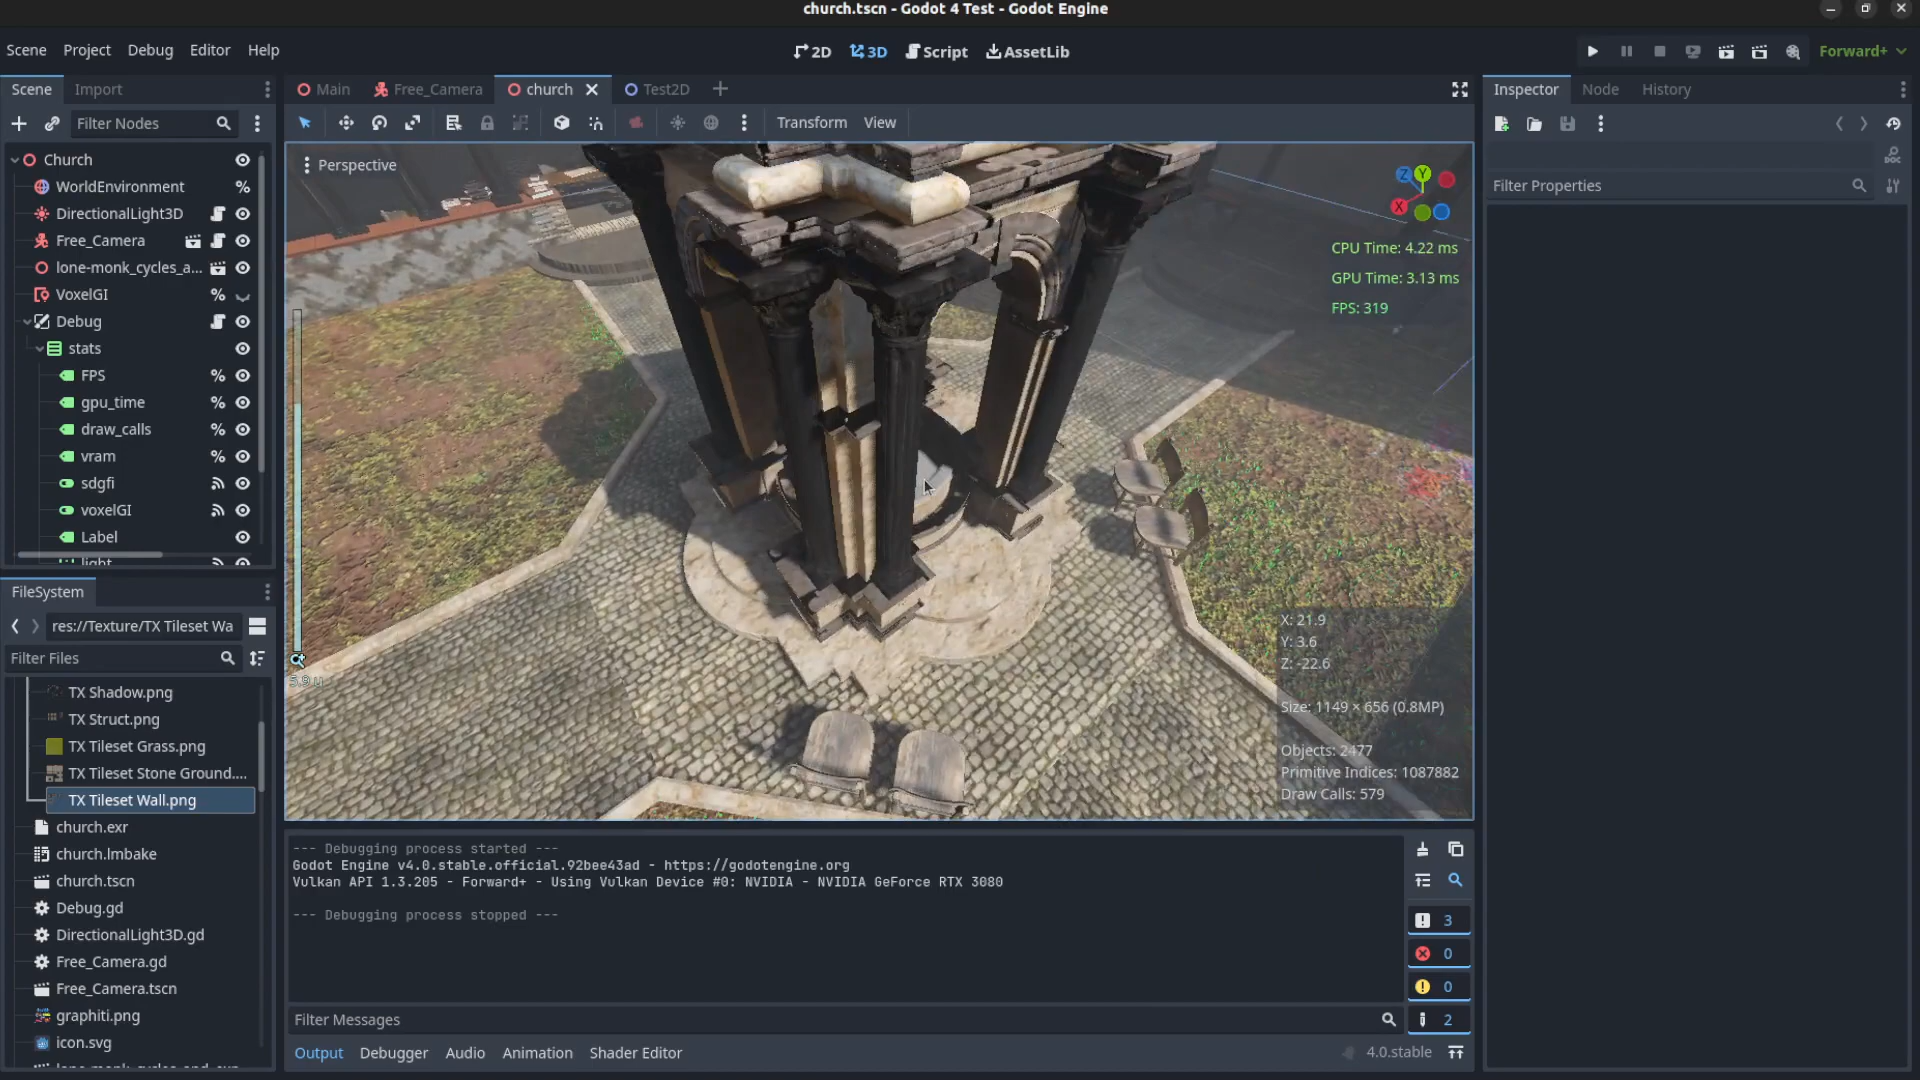 church.tscn - Godot 4 Test - Godot Engine
Scene Project Debug Editor Help
2D 3D Script AssetLib
Forward+
Scene Import
Filter Nodes
Church
WorldEnvironment
DirectionalLight3D
Free_Camera
lone-monk_cycles_a...
VoxelGI
Debug
stats
FPS
gpu_time
draw_calls
vram
sdgfi
voxelGI
Label
light
FileSystem
res://Texture/TX Tileset Wa
Filter Files
TX Shadow.png
TX Struct.png
TX Tileset Grass.png
TX Tileset Stone Ground....
TX Tileset Wall.png
church.exr
church.lmbake
church.tscn
Debug.gd
DirectionalLight3D.gd
Free_Camera.gd
Free_Camera.tscn
graphiti.png
icon.svg
Main Free_Camera church Test2D
Transform View
Perspective
X Y Z
CPU Time: 4.22 ms
GPU Time: 3.13 ms
FPS: 319
5.9 u
X: 21.9
Y: 3.6
Z: -22.6
Size: 1149 × 656 (0.8MP)
Objects: 2477
Primitive Indices: 1087882
Draw Calls: 579
--- Debugging process started ---
Godot Engine v4.0.stable.official.92bee43ad - https://godotengine.org
Vulkan API 1.3.205 - Forward+ - Using Vulkan Device #0: NVIDIA - NVIDIA GeForce RTX 3080
--- Debugging process stopped ---
3
0
0
2
Filter Messages
Output Debugger Audio Animation Shader Editor
4.0.stable
Inspector Node History
DOC
Filter Properties